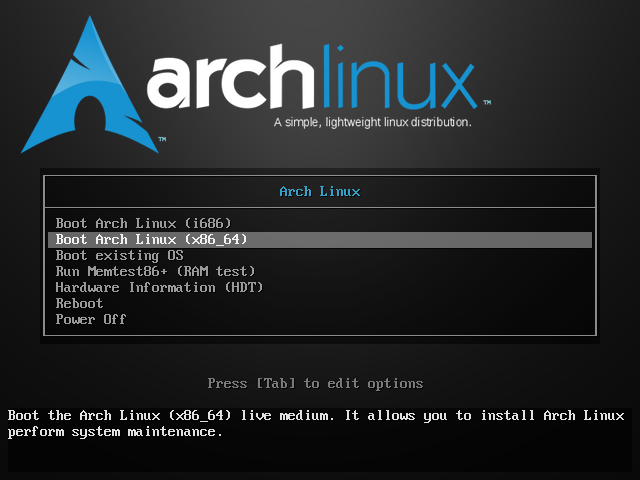 archlinux™
A simple, lightweight linux distribution.
™
Arch Linux
Boot Arch Linux (i686)
Boot Arch Linux (x86_64)
Boot existing OS
Run Memtest86+ (RAM test)
Hardware Information (HDT)
Reboot
Power Off
Press [Tab] to edit options
Boot the Arch Linux (x86_64) live medium. It allows you to install Arch Linux
perform system maintenance.